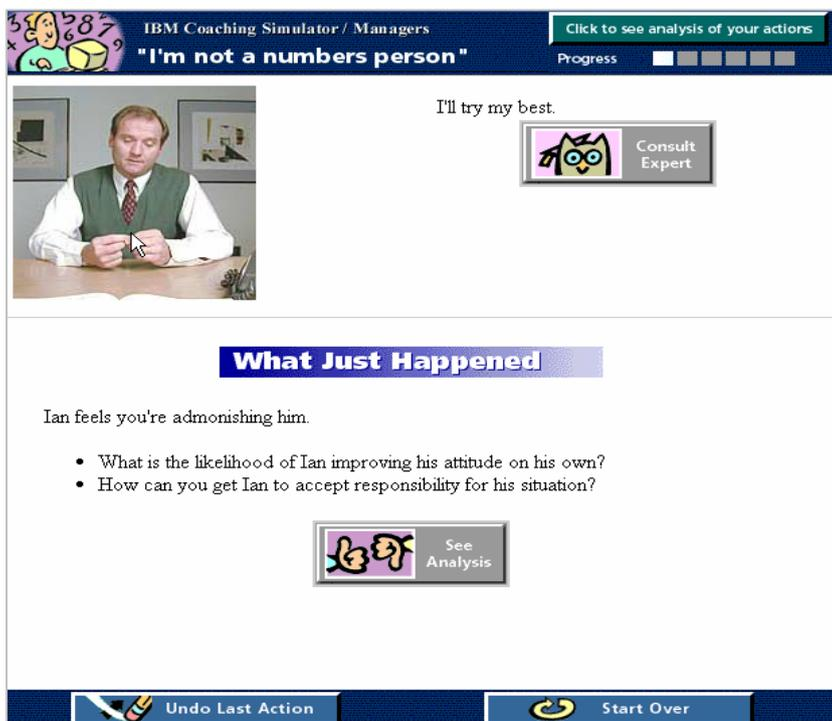 IBM Coaching Simulator / Managers
Click to see analysis of your actions
"I'm not a numbers person"
Progress
I'll try my best.
Consult
Expert
What Just Happened
Ian feels you're admonishing him.
• What is the likelihood of Ian improving his attitude on his own?
• How can you get Ian to accept responsibility for his situation?
See
Analysis
Undo Last Action
Start Over